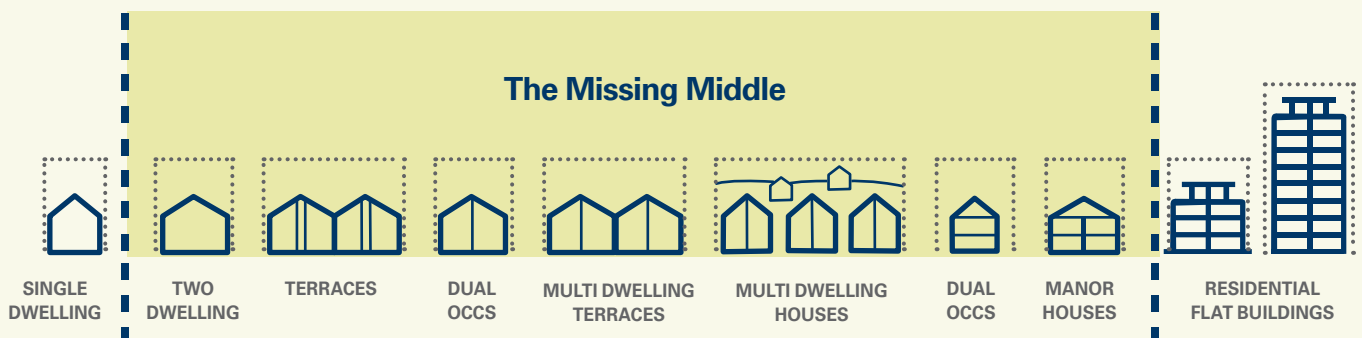 The Missing Middle
SINGLE
DWELLING
TWO
DWELLING
TERRACES
DUAL
OCCS
MULTI DWELLING
TERRACES
MULTI DWELLING
HOUSES
DUAL
OCCS
MANOR
HOUSES
RESIDENTIAL
FLAT BUILDINGS